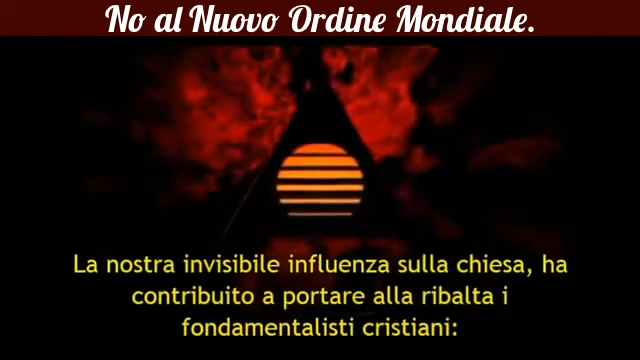 No al Nuovo Ordine Mondiale.
La nostra invisibile influenza sulla chiesa, ha
contribuito a portare alla ribalta i
fondamentalisti cristiani: